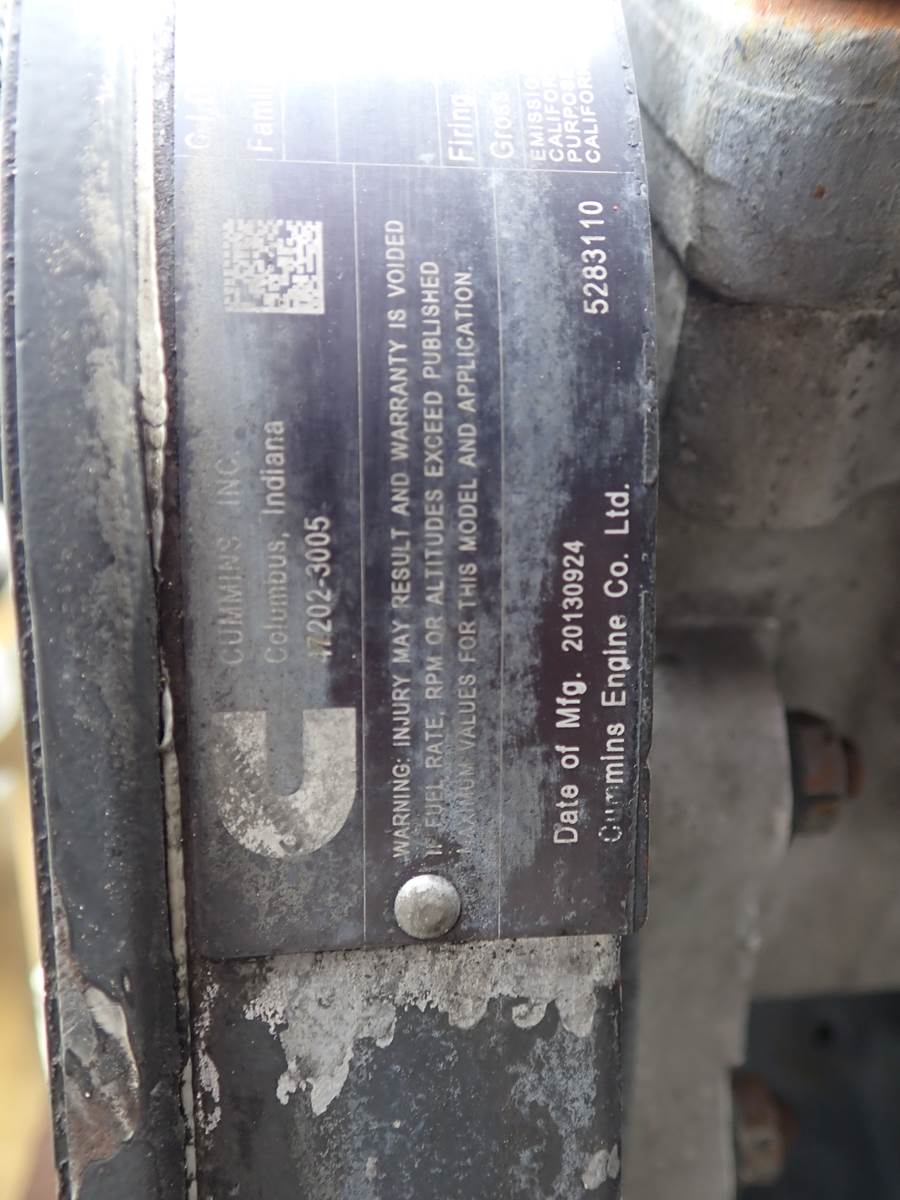 CUMMINS INC.
Columbus, Indiana
47202-3005
WARNING: INJURY MAY RESULT AND WARRANTY IS VOIDED
IF FUEL RATE, RPM OR ALTITUDES EXCEED PUBLISHED
MAXIMUM VALUES FOR THIS MODEL AND APPLICATION.
Date of Mfg. 20130924
Cummins Engine Co. Ltd.
5283110
Firing
Gross